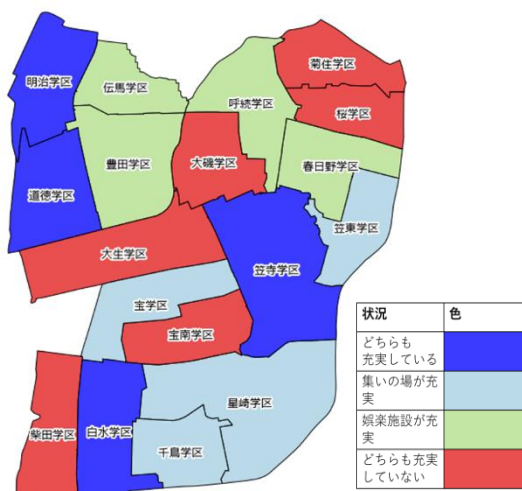 明治学区
伝馬学区
呼続学区
菊住学区
桜学区
豊田学区
大磯学区
春日野学区
道徳学区
笠東学区
大生学区
笠寺学区
宝学区
宝南学区
星崎学区
柴田学区
白水学区
千鳥学区
状況 色
どちらも
充実している
集いの場が充
実
娯楽施設が充
実
どちらも充実
していない